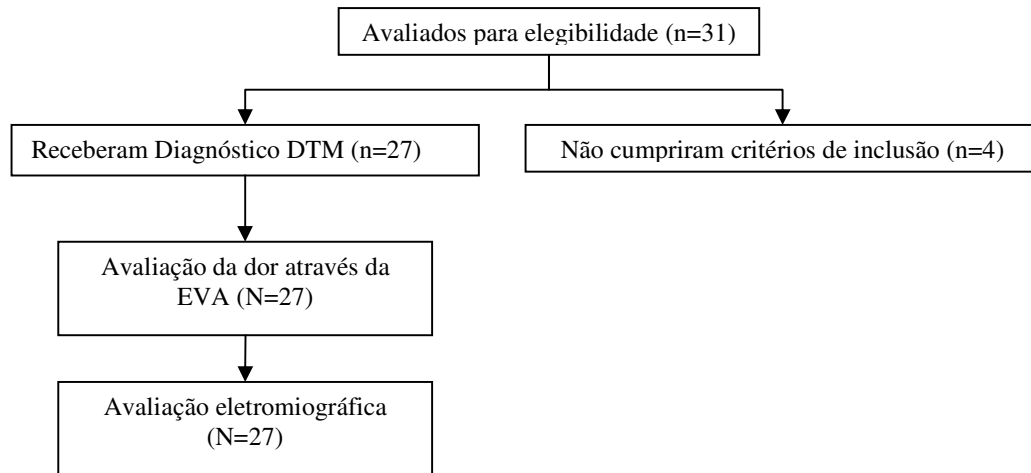 Avaliados para elegibilidade (n=31)
Receberam Diagnóstico DTM (n=27)
Não cumpriram critérios de inclusão (n=4)
Avaliação da dor através da
EVA (N=27)
Avaliação eletromiográfica
(N=27)